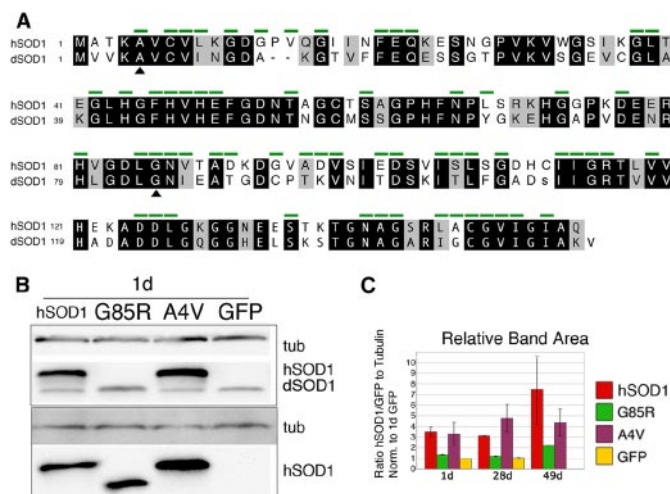 A
hSOD1 1 M A T K A V C V L K G D G P V Q G I I N F E Q K E S N G P V K V W G S I K G L T
dSOD1 1 M V V K A V C V I N G D A - - K G T V F F E Q E S S G T P V K V S G E V C G L A
hSOD1 41 E G L H G F H V H E F G D N T A G C T S A G P H F N P L S R K H G G P K D E E R
dSOD1 39 K G L H G F H V H E F G D N T N G C M S S G P H F N P Y G K E H G A P V D E N R
hSOD1 81 H V G D L G N V T A D K D G V A D V S I E D S V I S L S G D H C I I G R T L V V
dSOD1 79 H L G D L G N I E A T G D C P T K V N I T D S K I T L F G A D s I I G R T L V V
hSOD1 121 H E K A D D L G K G G N E E S T K T G N A G S R L A C G V I G I A Q
dSOD1 119 H A D A D D L G Q G G H E L S K S T G N A G A R I G C G V I G I A K V
B
1d
hSOD1 G85R A4V GFP
tub
hSOD1
dSOD1
tub
hSOD1
C
Relative Band Area
Ratio hSOD1/GFP to Tubulin
Norm. to 1d GFP
10
9
8
7
6
5
4
3
2
1
0
1d 28d 49d
hSOD1
G85R
A4V
GFP